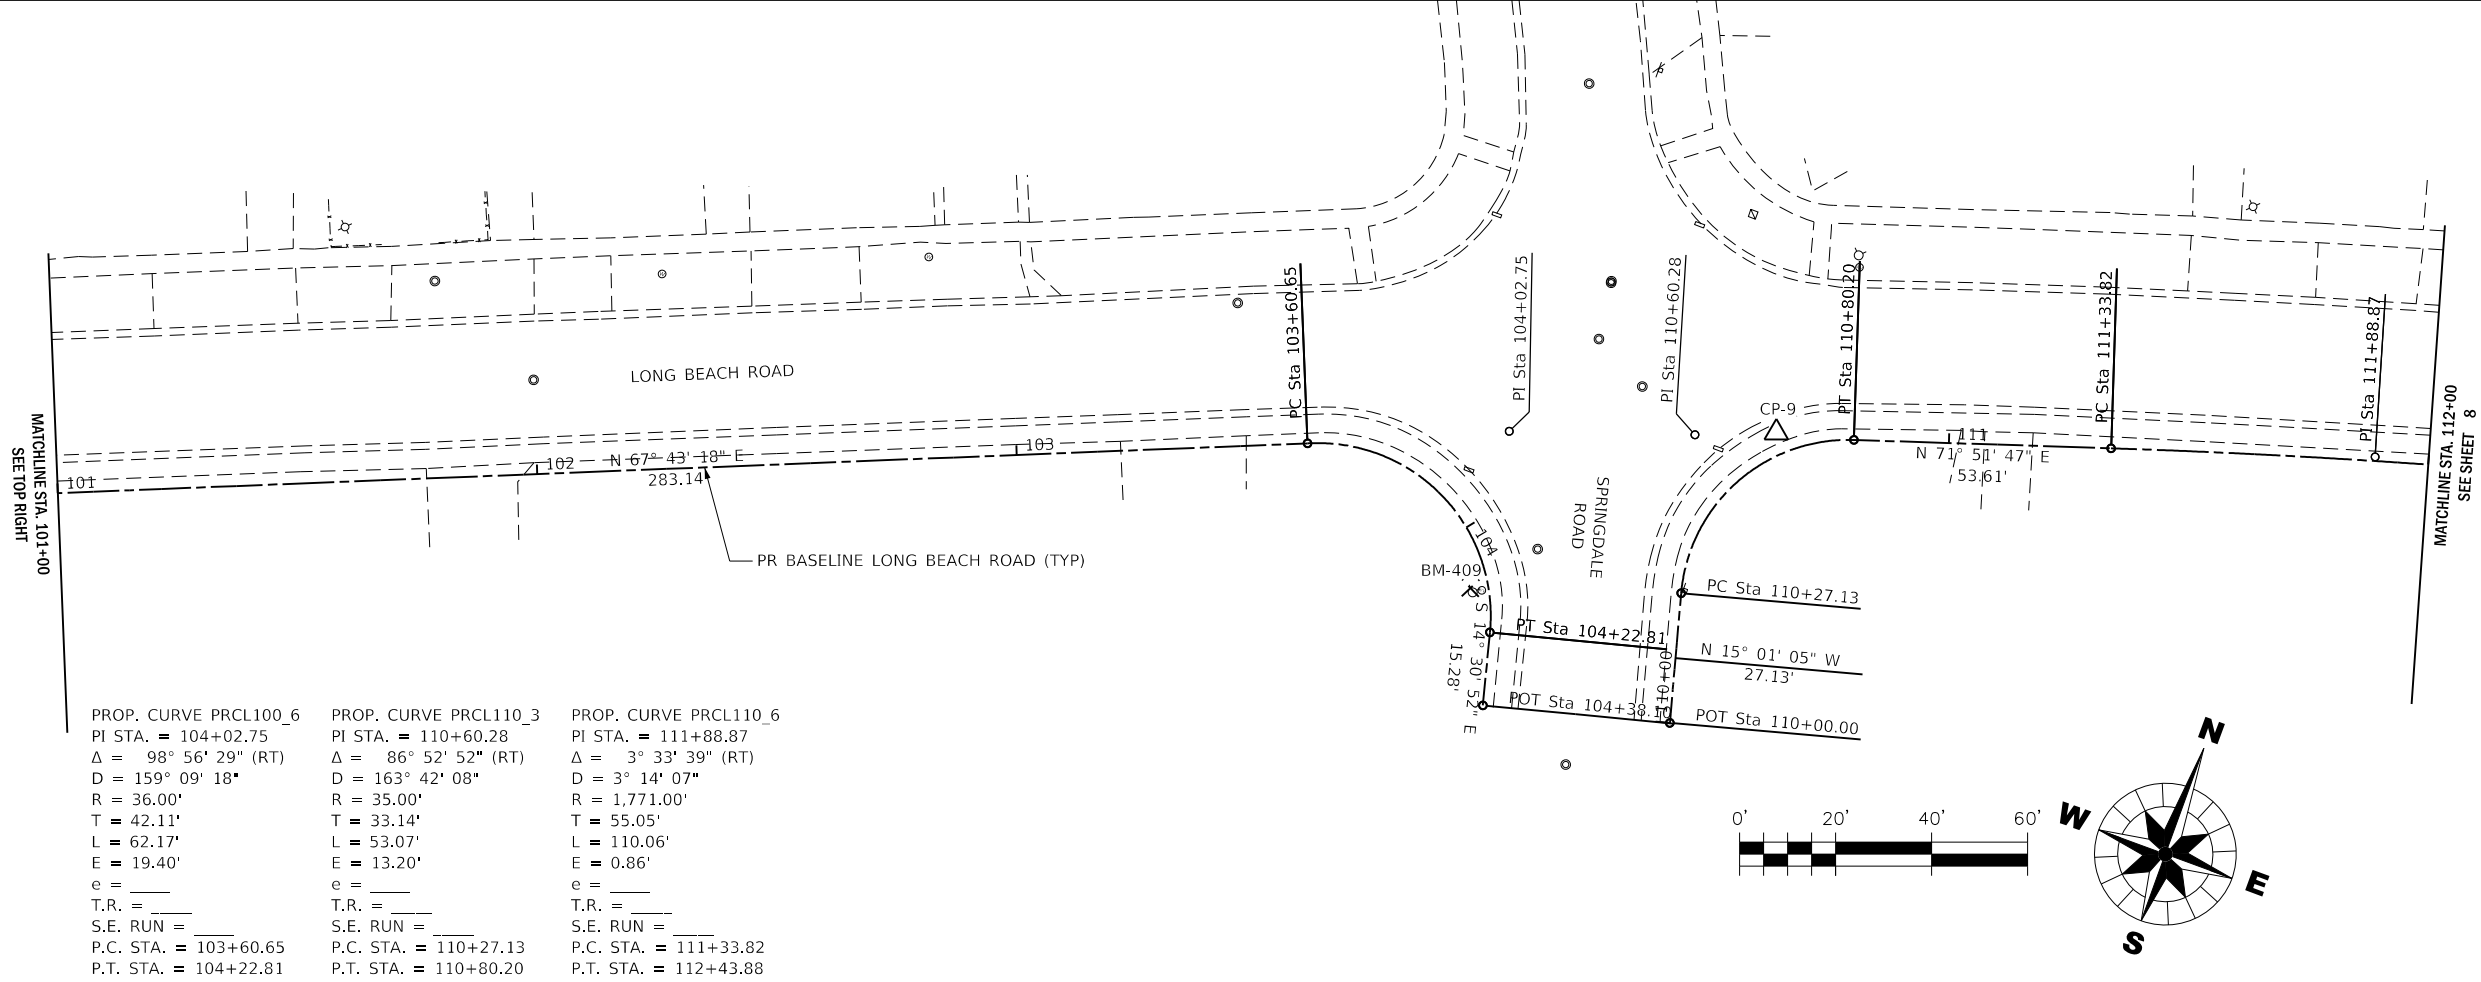 MATCHLINE STA. 101+00
SEE TOP RIGHT
LONG BEACH ROAD
101
102
N 67° 43' 18" E
283.14'
103
PR BASELINE LONG BEACH ROAD (TYP)
PC Sta 103+60.65
PI Sta 104+02.75
PI Sta 110+60.28
PT Sta 110+80.20
PC Sta 111+33.82
PI Sta 111+88.87
CP-9
111
N 71° 51' 47" E
53.61'
MATCHLINE STA. 112+00
SEE SHEET 8
SPRINGDALE
ROAD
104
BM-409
S 14° 30' 52" E
15.28'
PT Sta 104+22.81
POT Sta 104+38.10
110+00
PC Sta 110+27.13
N 15° 01' 05" W
27.13'
POT Sta 110+00.00
PROP. CURVE PRCL100_6
PI STA. = 104+02.75
Δ = 98° 56' 29" (RT)
D = 159° 09' 18"
R = 36.00'
T = 42.11'
L = 62.17'
E = 19.40'
e = ____
T.R. = ____
S.E. RUN = ____
P.C. STA. = 103+60.65
P.T. STA. = 104+22.81
PROP. CURVE PRCL110_3
PI STA. = 110+60.28
Δ = 86° 52' 52" (RT)
D = 163° 42' 08"
R = 35.00'
T = 33.14'
L = 53.07'
E = 13.20'
e = ____
T.R. = ____
S.E. RUN = ____
P.C. STA. = 110+27.13
P.T. STA. = 110+80.20
PROP. CURVE PRCL110_6
PI STA. = 111+88.87
Δ = 3° 33' 39" (RT)
D = 3° 14' 07"
R = 1,771.00'
T = 55.05'
L = 110.06'
E = 0.86'
e = ____
T.R. = ____
S.E. RUN = ____
P.C. STA. = 111+33.82
P.T. STA. = 112+43.88
0' 20' 40' 60'
N
W
E
S